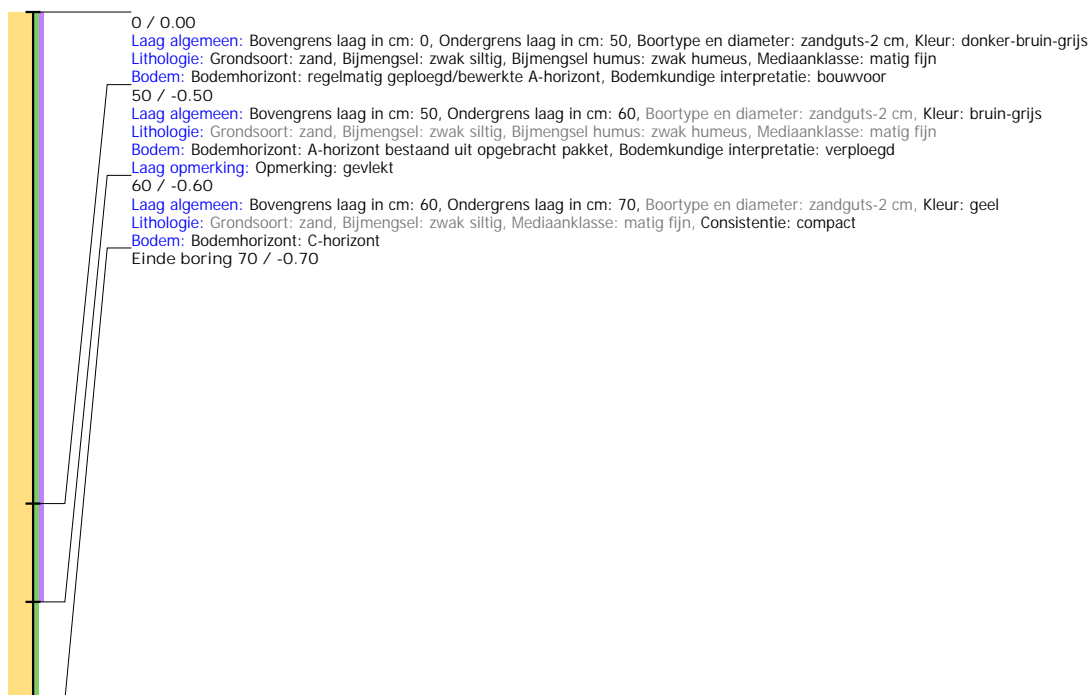 0 / 0.00
Laag algemeen: Bovengrens laag in cm: 0, Ondergrens laag in cm: 50, Boortype en diameter: zandguts-2 cm, Kleur: donker-bruin-grijs
Lithologie: Grondsoort: zand, Bijmengsel: zwak siltig, Bijmengsel humus: zwak humeus, Mediaanklasse: matig fijn
Bodem: Bodemhorizont: regelmatig geploegd/bewerkte A-horizont, Bodemkundige interpretatie: bouwvoor
50 / -0.50
Laag algemeen: Bovengrens laag in cm: 50, Ondergrens laag in cm: 60, Boortype en diameter: zandguts-2 cm, Kleur: bruin-grijs
Lithologie: Grondsoort: zand, Bijmengsel: zwak siltig, Bijmengsel humus: zwak humeus, Mediaanklasse: matig fijn
Bodem: Bodemhorizont: A-horizont bestaand uit opgebracht pakket, Bodemkundige interpretatie: verploegd
Laag opmerking: Opmerking: gevlekt
60 / -0.60
Laag algemeen: Bovengrens laag in cm: 60, Ondergrens laag in cm: 70, Boortype en diameter: zandguts-2 cm, Kleur: geel
Lithologie: Grondsoort: zand, Bijmengsel: zwak siltig, Mediaanklasse: matig fijn, Consistentie: compact
Bodem: Bodemhorizont: C-horizont
Einde boring 70 / -0.70